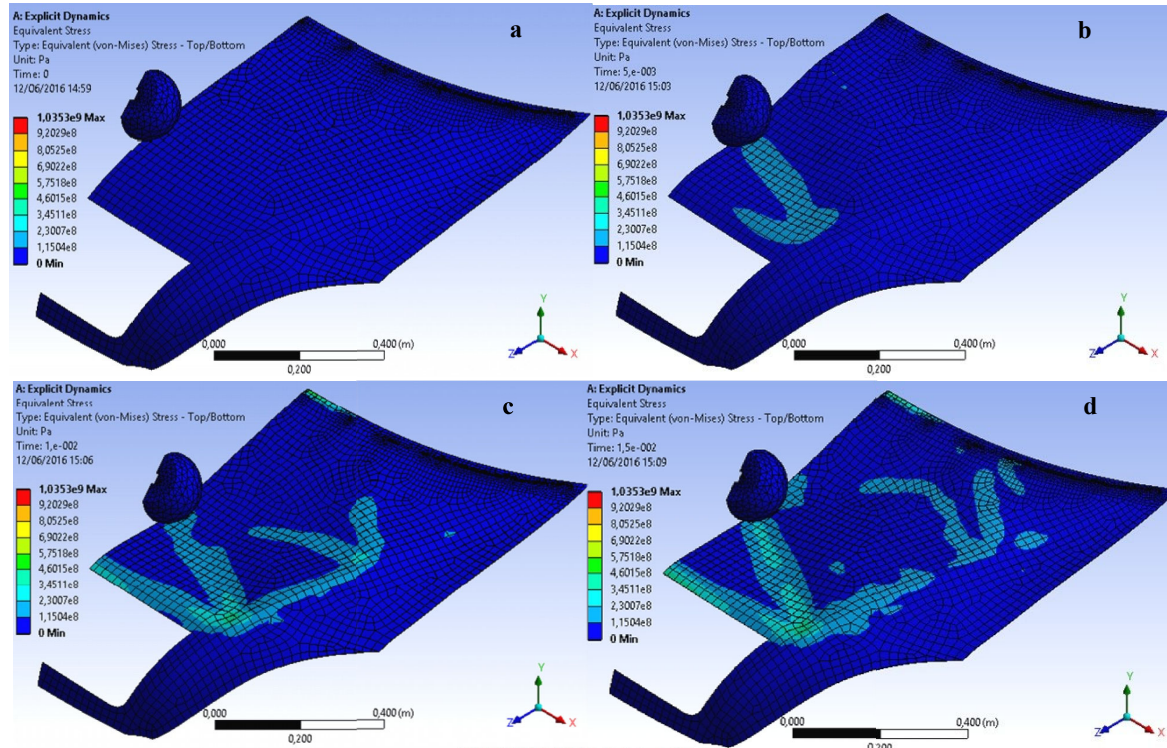 A: Explicit Dynamics
Equivalent Stress
Type: Equivalent (von-Mises) Stress - Top/Bottom
Unit: Pa
Time: 0
12/06/2016 14:59
a
1,0353e9 Max
9,2029e8
8,0525e8
6,9022e8
5,7518e8
4,6015e8
3,4511e8
2,3007e8
1,1504e8
0 Min
0,000
0,400 (m)
0,200
Y
Z
X
A: Explicit Dynamics
Equivalent Stress
Type: Equivalent (von-Mises) Stress - Top/Bottom
Unit: Pa
Time: 5,e-003
12/06/2016 15:03
b
1,0353e9 Max
9,2029e8
8,0525e8
6,9022e8
5,7518e8
4,6015e8
3,4511e8
2,3007e8
1,1504e8
0 Min
0,000
0,400 (m)
0,200
Y
Z
X
A: Explicit Dynamics
Equivalent Stress
Type: Equivalent (von-Mises) Stress - Top/Bottom
Unit: Pa
Time: 1,e-002
12/06/2016 15:06
c
1,0353e9 Max
9,2029e8
8,0525e8
6,9022e8
5,7518e8
4,6015e8
3,4511e8
2,3007e8
1,1504e8
0 Min
0,000
0,400 (m)
0,200
Y
Z
X
A: Explicit Dynamics
Equivalent Stress
Type: Equivalent (von-Mises) Stress - Top/Bottom
Unit: Pa
Time: 1,5e-002
12/06/2016 15:09
d
1,0353e9 Max
9,2029e8
8,0525e8
6,9022e8
5,7518e8
4,6015e8
3,4511e8
2,3007e8
1,1504e8
0 Min
0,000
0,400 (m)
0,200
Y
Z
X